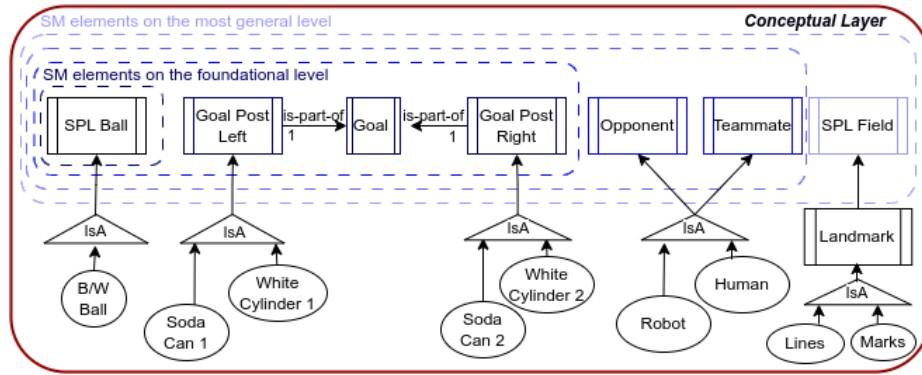 SM elements on the most general level
Conceptual Layer
SM elements on the foundational level
SPL Ball
Goal Post
Left
is-part-of
1
Goal
is-part-of
1
Goal Post
Right
Opponent
Teammate
SPL Field
IsA
IsA
IsA
IsA
Landmark
B/W
Ball
White
Cylinder 1
Soda
Can 1
White
Cylinder 2
Soda
Can 2
Human
Robot
IsA
Lines
Marks